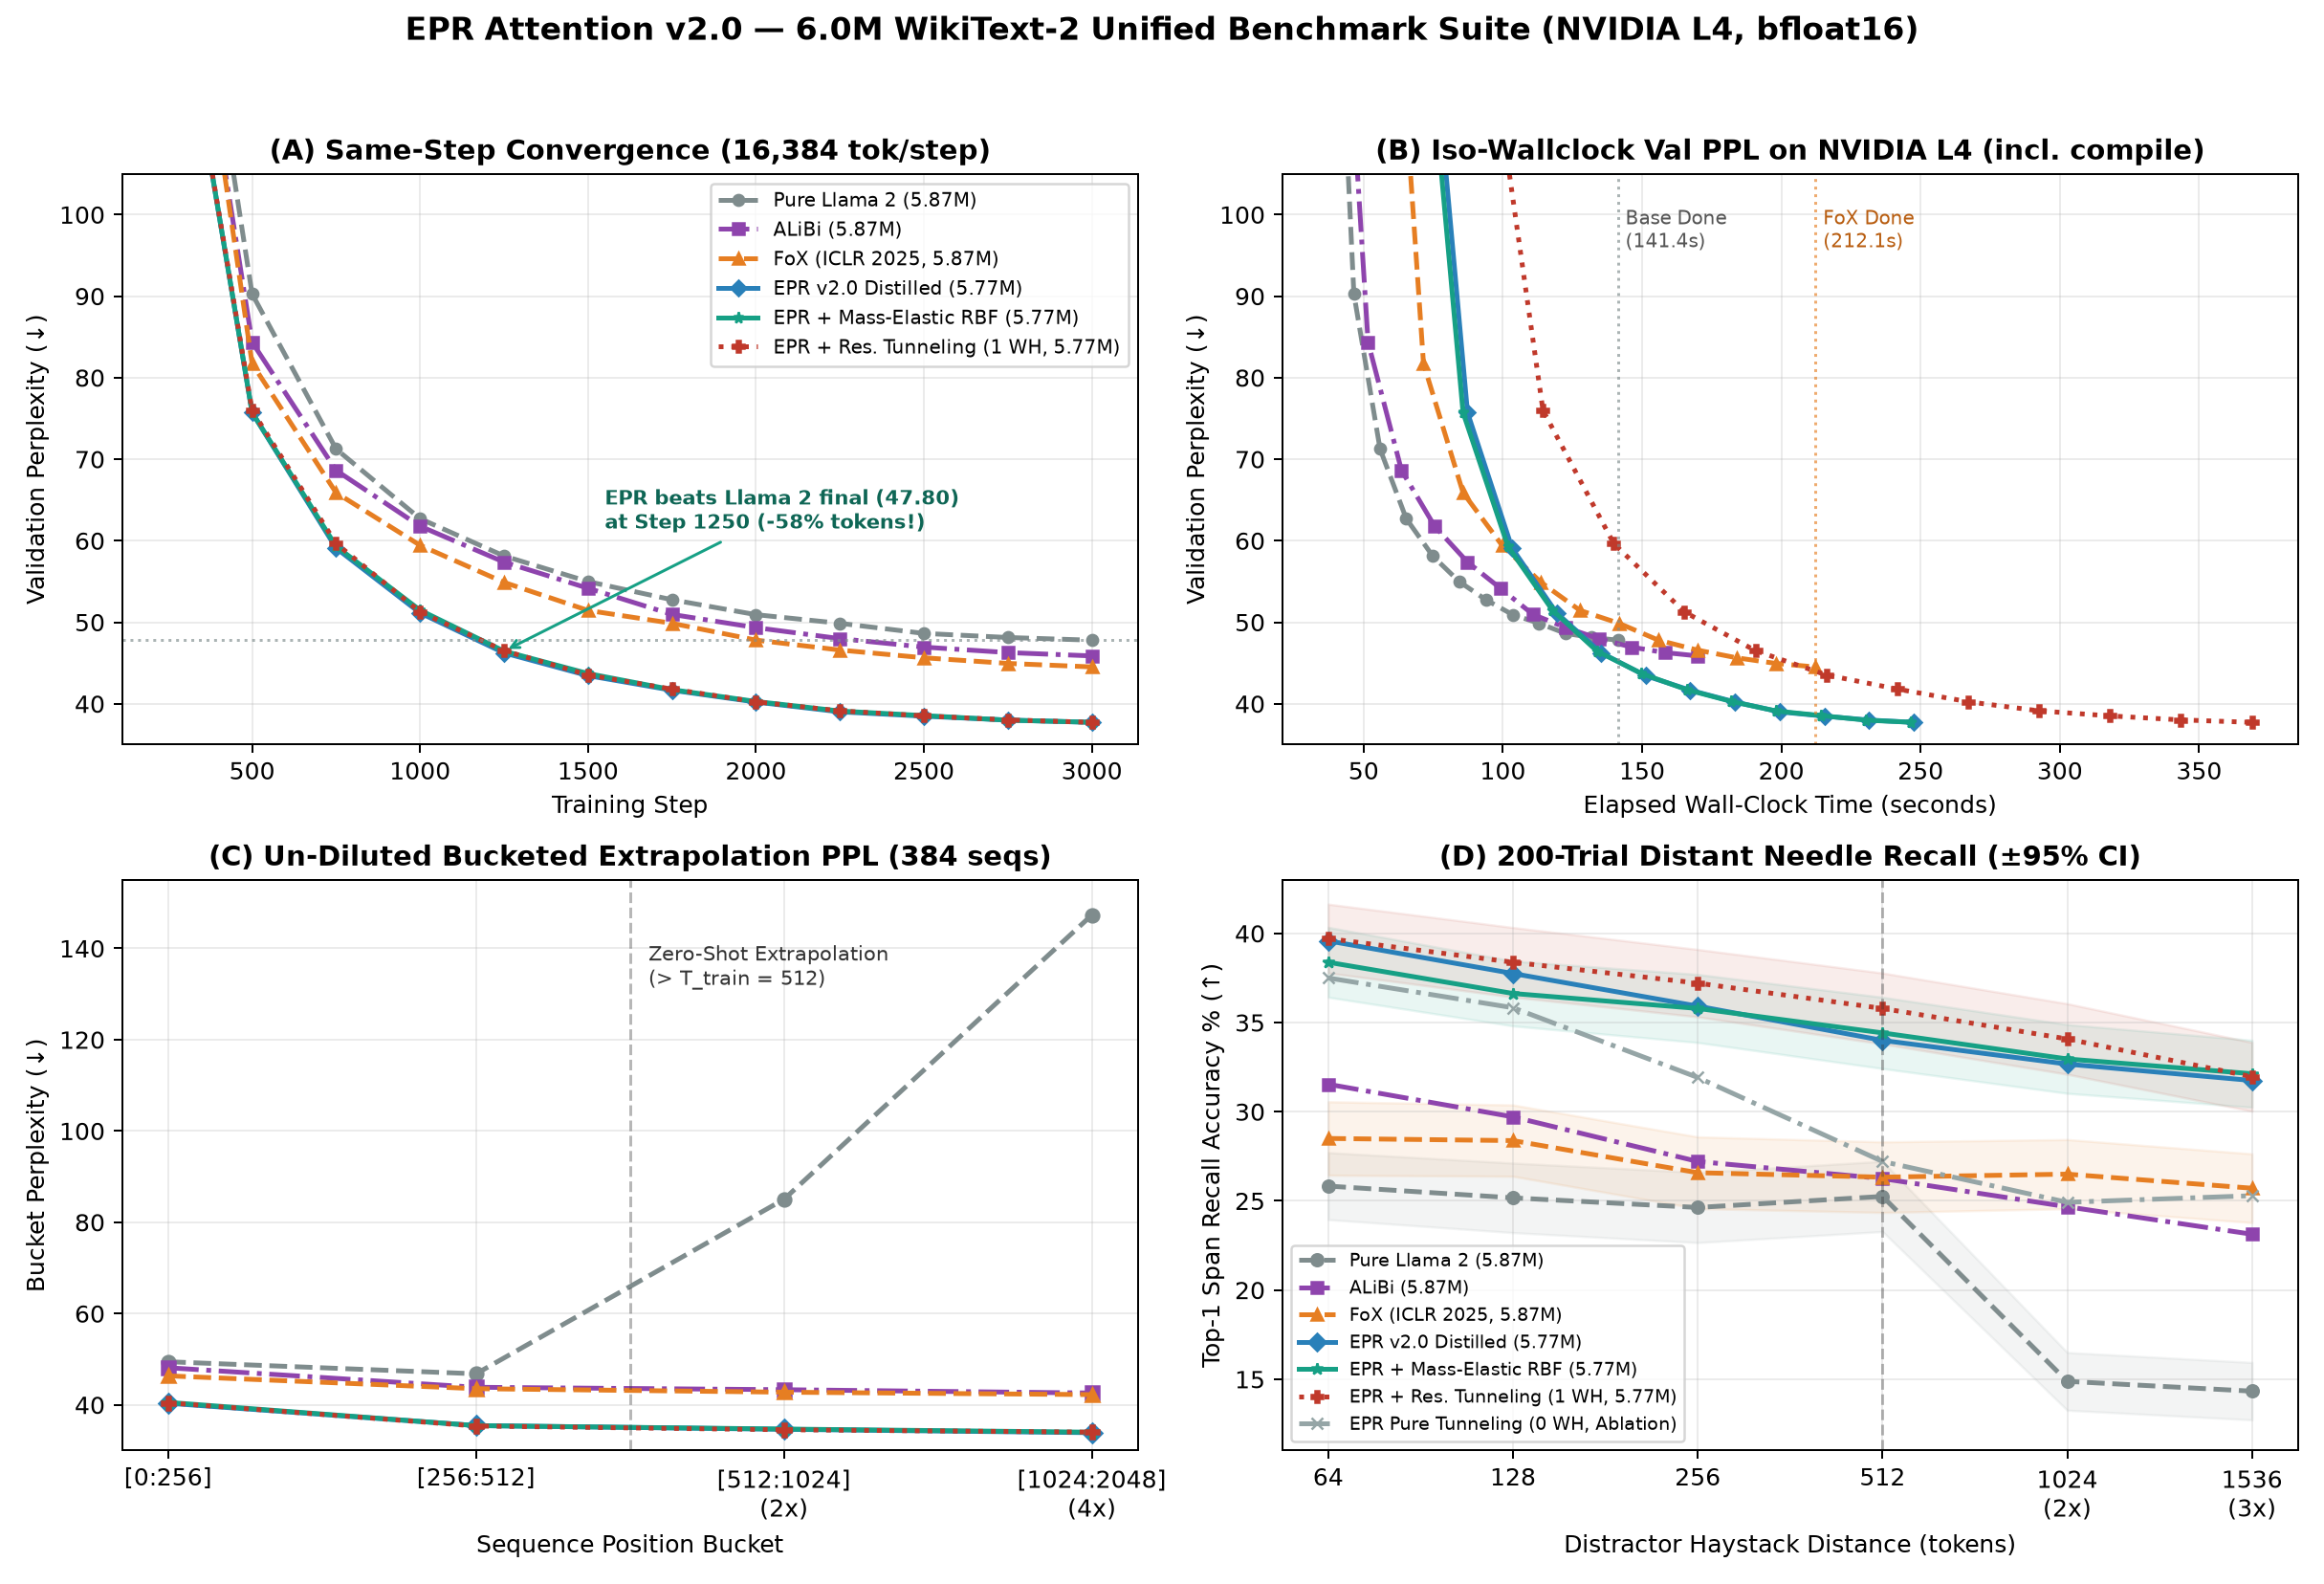 EPR Attention v2.0 — 6.0M WikiText-2 Unified Benchmark Suite (NVIDIA L4, bfloat16)
(A) Same-Step Convergence (16,384 tok/step)
Validation Perplexity (↓)
100
90
80
70
60
50
40
Pure Llama 2 (5.87M)
ALiBi (5.87M)
FoX (ICLR 2025, 5.87M)
EPR v2.0 Distilled (5.77M)
EPR + Mass-Elastic RBF (5.77M)
EPR + Res. Tunneling (1 WH, 5.77M)
EPR beats Llama 2 final (47.80)
at Step 1250 (-58% tokens!)
500 1000 1500 2000 2500 3000
Training Step
(B) Iso-Wallclock Val PPL on NVIDIA L4 (incl. compile)
Validation Perplexity (↓)
100
90
80
70
60
50
40
Base Done
(141.4s)
FoX Done
(212.1s)
50 100 150 200 250 300 350
Elapsed Wall-Clock Time (seconds)
(C) Un-Diluted Bucketed Extrapolation PPL (384 seqs)
Bucket Perplexity (↓)
140
120
100
80
60
40
Zero-Shot Extrapolation
(> T_train = 512)
[0:256] [256:512] [512:1024] [1024:2048]
(2x) (4x)
Sequence Position Bucket
(D) 200-Trial Distant Needle Recall (±95% CI)
Top-1 Span Recall Accuracy % (↑)
40
35
30
25
20
15
Pure Llama 2 (5.87M)
ALiBi (5.87M)
FoX (ICLR 2025, 5.87M)
EPR v2.0 Distilled (5.77M)
EPR + Mass-Elastic RBF (5.77M)
EPR + Res. Tunneling (1 WH, 5.77M)
EPR Pure Tunneling (0 WH, Ablation)
64 128 256 512 1024 1536
(2x) (3x)
Distractor Haystack Distance (tokens)